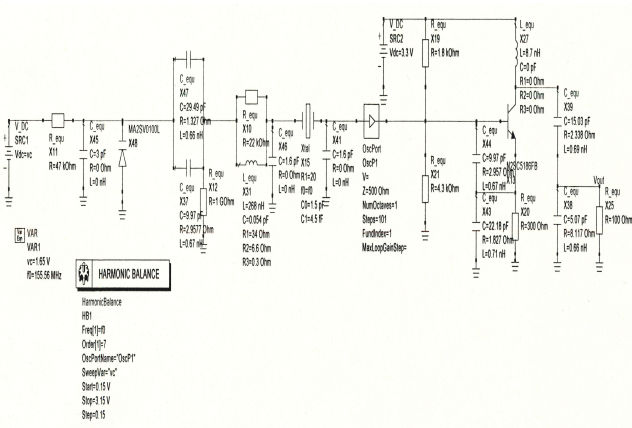 V_DC
SRC1
Vdc=vc
R_equ
X11
R=47 kOhm
C_equ
X45
C=3 pF
R=0 Ohm
L=0 nH
MA2SV0100L
X48
C_equ
X47
C=29.49 pF
R=1.327 Ohm
L=0.66 nH
C_equ
X37
C=9.97 pF
R=2.9577 Ohm
L=0.67 nH
R_equ
X12
R=1 GOhm
R_equ
X10
R=22 kOhm
L_equ
X31
L=268 nH
C=0.054 pF
R1=34 Ohm
R2=6.6 Ohm
R3=0.3 Ohm
C_equ
X46
C=1.6 pF
R=0 Ohm
L=0 nH
Xtal
X15
R1=20
f0=f0
C0=1.5 pF
C1=4.5 fF
C_equ
X41
C=1.6 pF
R=0 Ohm
L=0 nH
V_DC
SRC2
Vdc=3.3 V
R_equ
X19
R=1.8 kOhm
OscPort
OscP1
V=
Z=500 Ohm
NumOctaves=1
Steps=101
FundIndex=1
MaxLoopGainStep=
R_equ
X21
R=4.3 kOhm
L_equ
X27
L=8.7 nH
C=0 pF
R1=0 Ohm
R2=0 Ohm
R3=0 Ohm
C_equ
X44
C=9.97 pF
R=2.957 Ohm
L=0.67 nH
C_equ
X43
C=22.18 pF
R=1.827 Ohm
L=0.71 nH
R_equ
X20
R=300 Ohm
C_equ
X39
C=15.03 pF
R=2.338 Ohm
L=0.69 nH
C_equ
X38
C=5.07 pF
R=8.117 Ohm
L=0.66 nH
Vout
R_equ
X25
R=100 Ohm
Var
Eqn
VAR
VAR1
vc=1.65 V
f0=155.56 MHz
HARMONIC BALANCE
HarmonicBalance
HB1
Freq[1]=f0
Order[1]=7
OscPortName="OscP1"
SweepVar="vc"
Start=0.15 V
Stop=3.15 V
Step=0.15